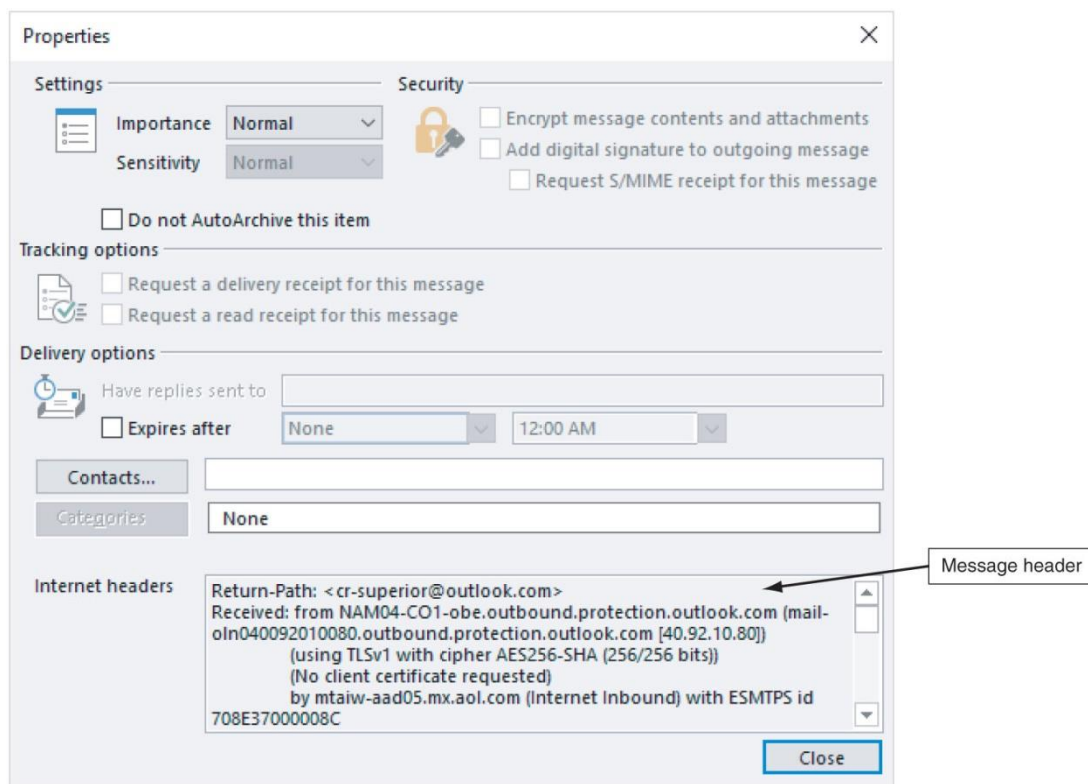 Properties
Settings
Security
Importance Normal
Sensitivity Normal
Encrypt message contents and attachments
Add digital signature to outgoing message
Request S/MIME receipt for this message
Do not AutoArchive this item
Tracking options
Request a delivery receipt for this message
Request a read receipt for this message
Delivery options
Have replies sent to
Expires after None 12:00 AM
Contacts...
Categories None
Message header
Internet headers
Return-Path: <cr-superior@outlook.com>
Received: from NAM04-CO1-obe.outbound.protection.outlook.com (mail-
oln040092010080.outbound.protection.outlook.com [40.92.10.80])
(using TLSv1 with cipher AES256-SHA (256/256 bits))
(No client certificate requested)
by mtaiw-aad05.mx.aol.com (Internet Inbound) with ESMTPS id
708E37000008C
Close